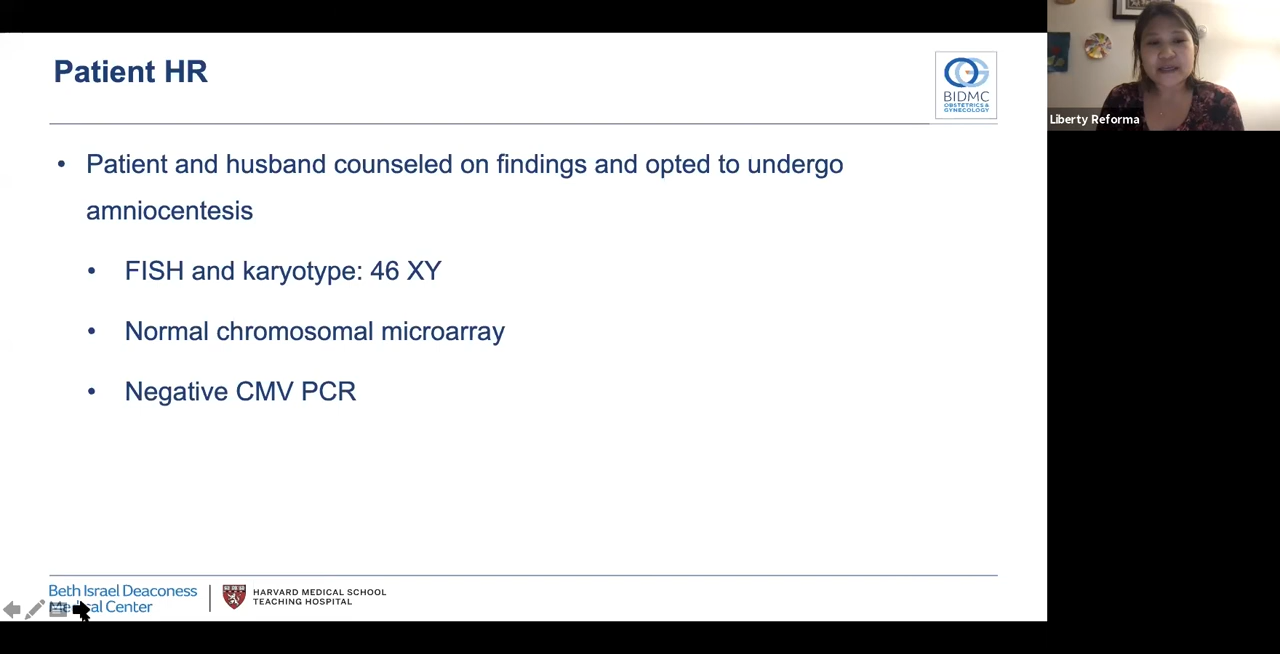 Patient HR
OG
BIDMC
OBSTETRICS &
GYNECOLOGY
Liberty Reforma
• Patient and husband counseled on findings and opted to undergo
amniocentesis
• FISH and karyotype: 46 XY
• Normal chromosomal microarray
• Negative CMV PCR
Beth Israel Deaconess
Medical Center
HARVARD MEDICAL SCHOOL
TEACHING HOSPITAL